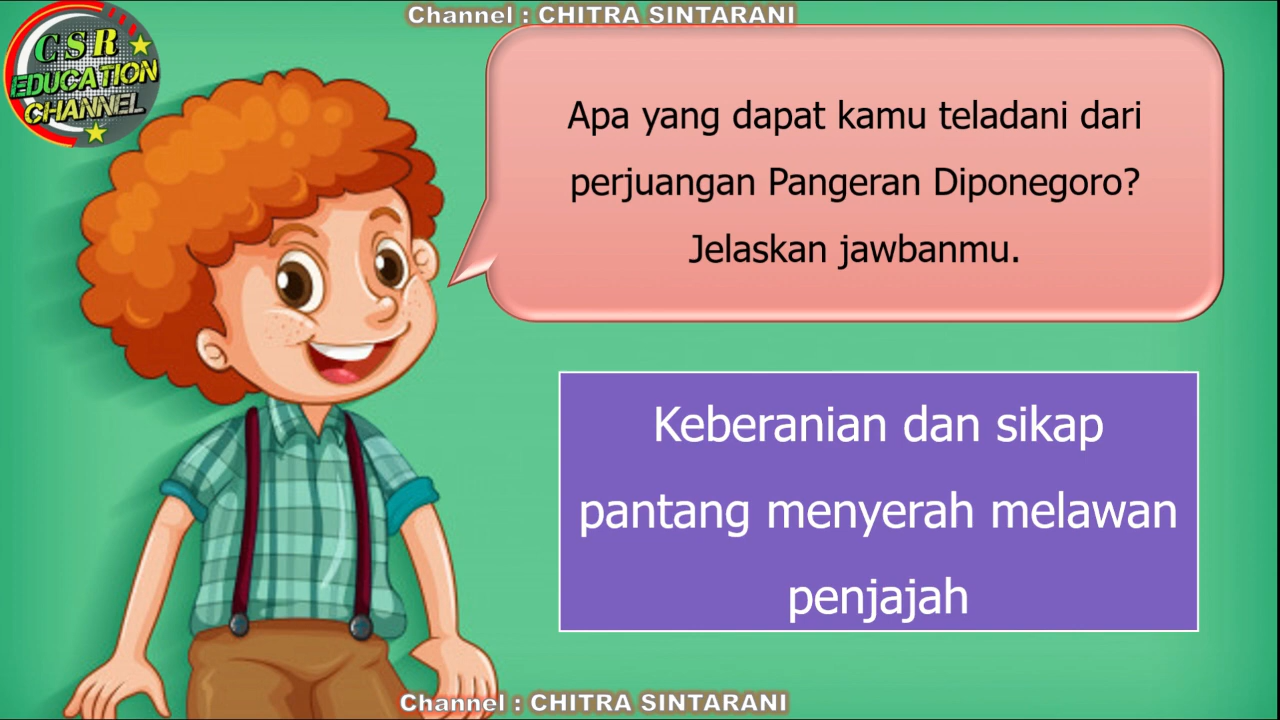 Channel : CHITRA SINTARANI
CSR
EDUCATION
CHANNEL
Apa yang dapat kamu teladani dari
perjuangan Pangeran Diponegoro?
Jelaskan jawbanmu.
Keberanian dan sikap
pantang menyerah melawan
penjajah
Channel : CHITRA SINTARANI